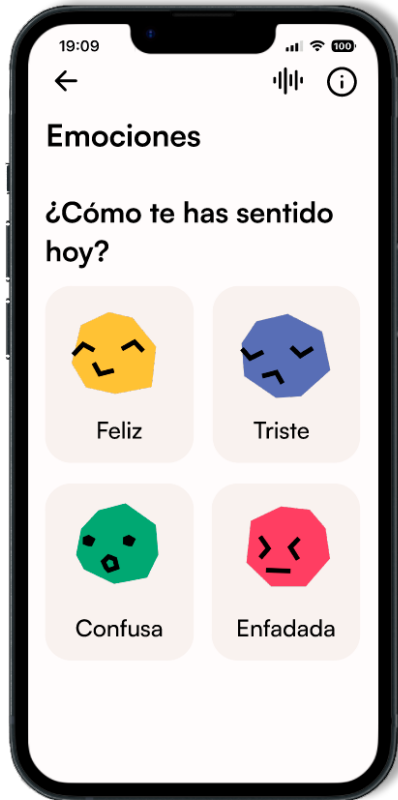 19:09
100
Emociones
¿Cómo te has sentido
hoy?
Feliz
Triste
Confusa
Enfadada